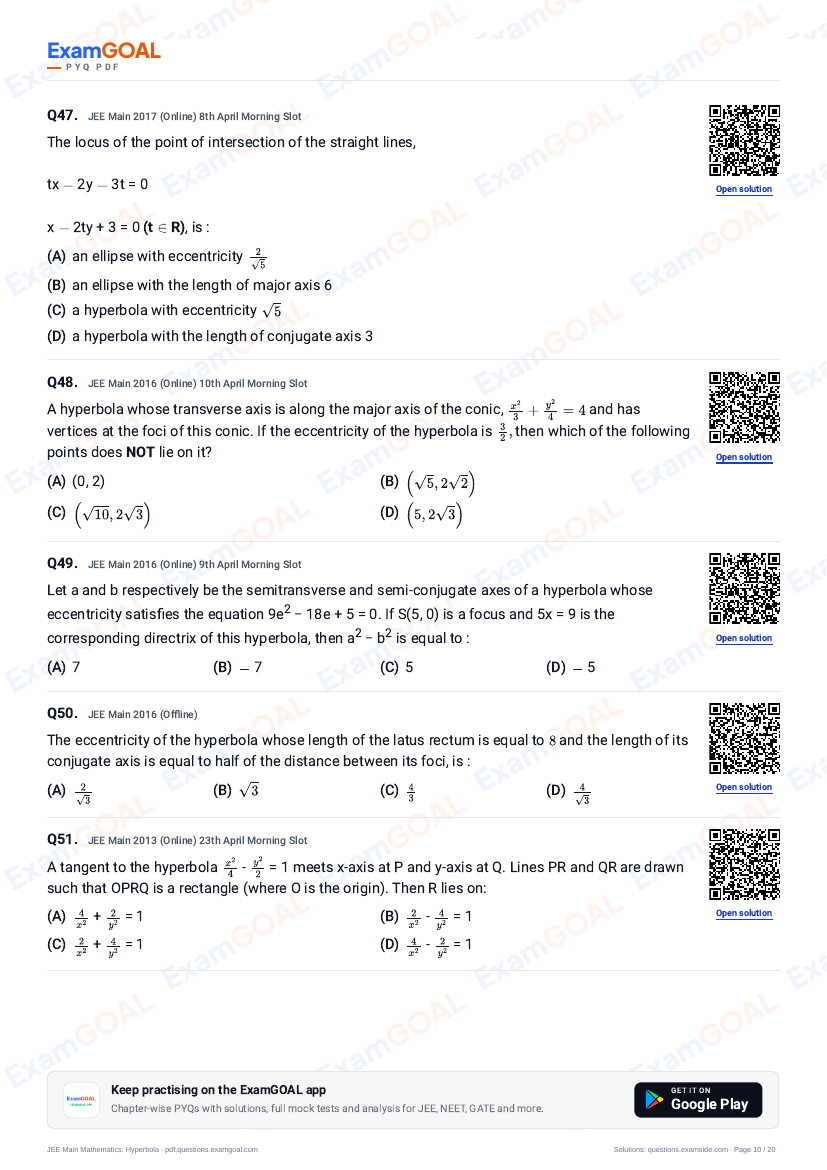 ExamGOAL
PYQ PDF
Q47. JEE Main 2017 (Online) 8th April Morning Slot
The locus of the point of intersection of the straight lines,
tx − 2y − 3t = 0
x − 2ty + 3 = 0 (t ∈ R), is :
(A) an ellipse with eccentricity 2/√5
(B) an ellipse with the length of major axis 6
(C) a hyperbola with eccentricity √5
(D) a hyperbola with the length of conjugate axis 3
Open solution
Q48. JEE Main 2016 (Online) 10th April Morning Slot
A hyperbola whose transverse axis is along the major axis of the conic, x²/3 + y²/4 = 4 and has
vertices at the foci of this conic. If the eccentricity of the hyperbola is 3/2, then which of the following
points does NOT lie on it?
(A) (0, 2) (B) (√5, 2√2)
(C) (√10, 2√3) (D) (5, 2√3)
Open solution
Q49. JEE Main 2016 (Online) 9th April Morning Slot
Let a and b respectively be the semitransverse and semi-conjugate axes of a hyperbola whose
eccentricity satisfies the equation 9e² − 18e + 5 = 0. If S(5, 0) is a focus and 5x = 9 is the
corresponding directrix of this hyperbola, then a² − b² is equal to :
(A) 7 (B) − 7 (C) 5 (D) − 5
Open solution
Q50. JEE Main 2016 (Offline)
The eccentricity of the hyperbola whose length of the latus rectum is equal to 8 and the length of its
conjugate axis is equal to half of the distance between its foci, is :
(A) 2/√3 (B) √3 (C) 4/3 (D) 4/√3
Open solution
Q51. JEE Main 2013 (Online) 23th April Morning Slot
A tangent to the hyperbola x²/4 - y²/2 = 1 meets x-axis at P and y-axis at Q. Lines PR and QR are drawn
such that OPRQ is a rectangle (where O is the origin). Then R lies on:
(A) 4/x² + 2/y² = 1 (B) 2/x² - 4/y² = 1
(C) 2/x² + 4/y² = 1 (D) 4/x² - 2/y² = 1
Open solution
ExamGOAL
Keep practising on the ExamGOAL app
Chapter-wise PYQs with solutions, full mock tests and analysis for JEE, NEET, GATE and more.
GET IT ON
Google Play
JEE Main Mathematics: Hyperbola · pdf.questions.examgoal.com
Solutions: questions.examside.com · Page 10 / 20